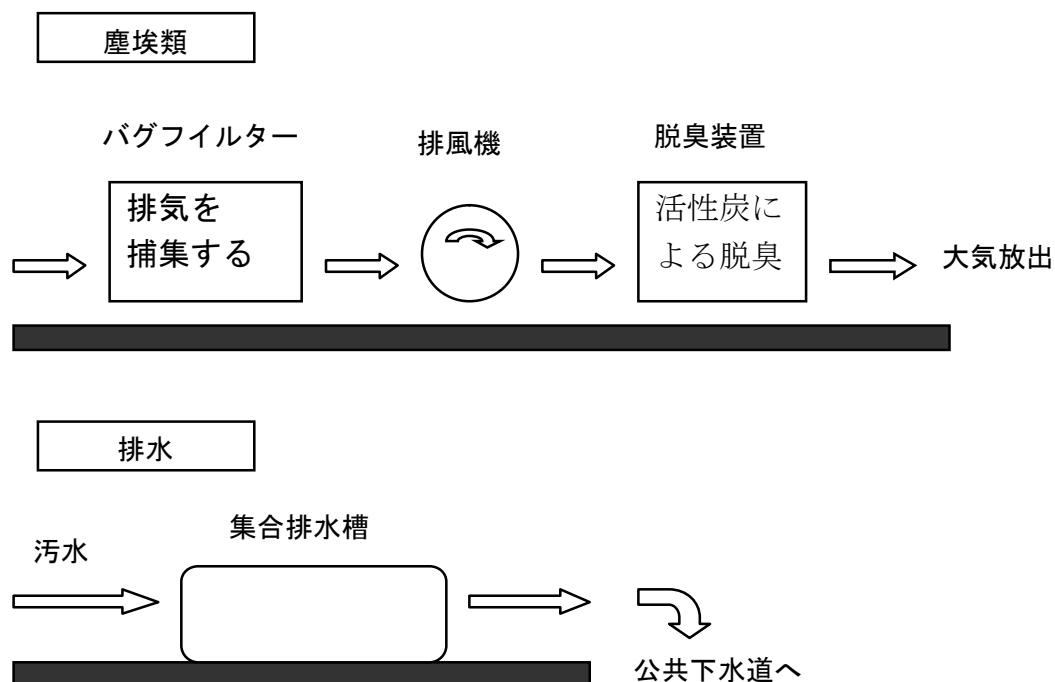 塵埃類
バグフイルター
排風機
脱臭装置
排気を
捕集する
活性炭に
よる脱臭
大気放出
排水
汚水
集合排水槽
公共下水道へ